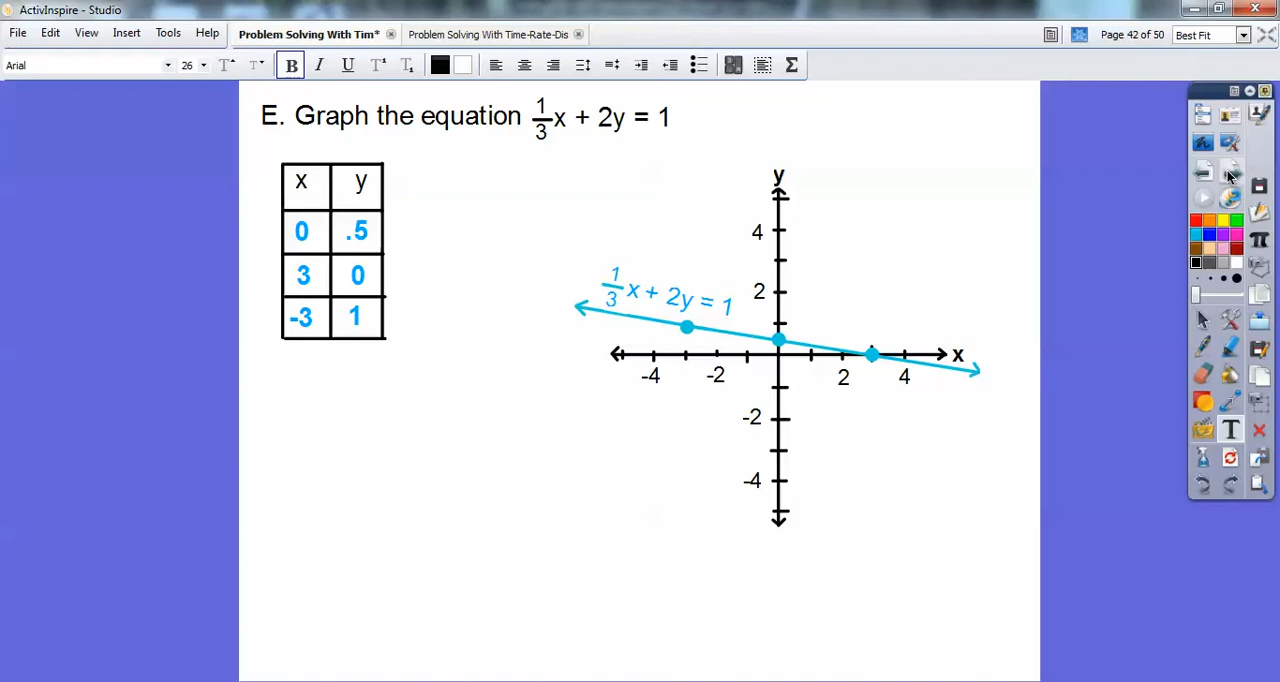 ActivInspire - Studio
File Edit View Insert Tools Help
Problem Solving With Tim*
Problem Solving With Time-Rate-Dis
Page 42 of 50
Best Fit
Arial
26
B I U T T
E. Graph the equation 1/3x + 2y = 1
x y
0 .5
3 0
-3 1
y
4
1/3x + 2y = 1
2
x
-4 -2 2 4
-2
-4
T